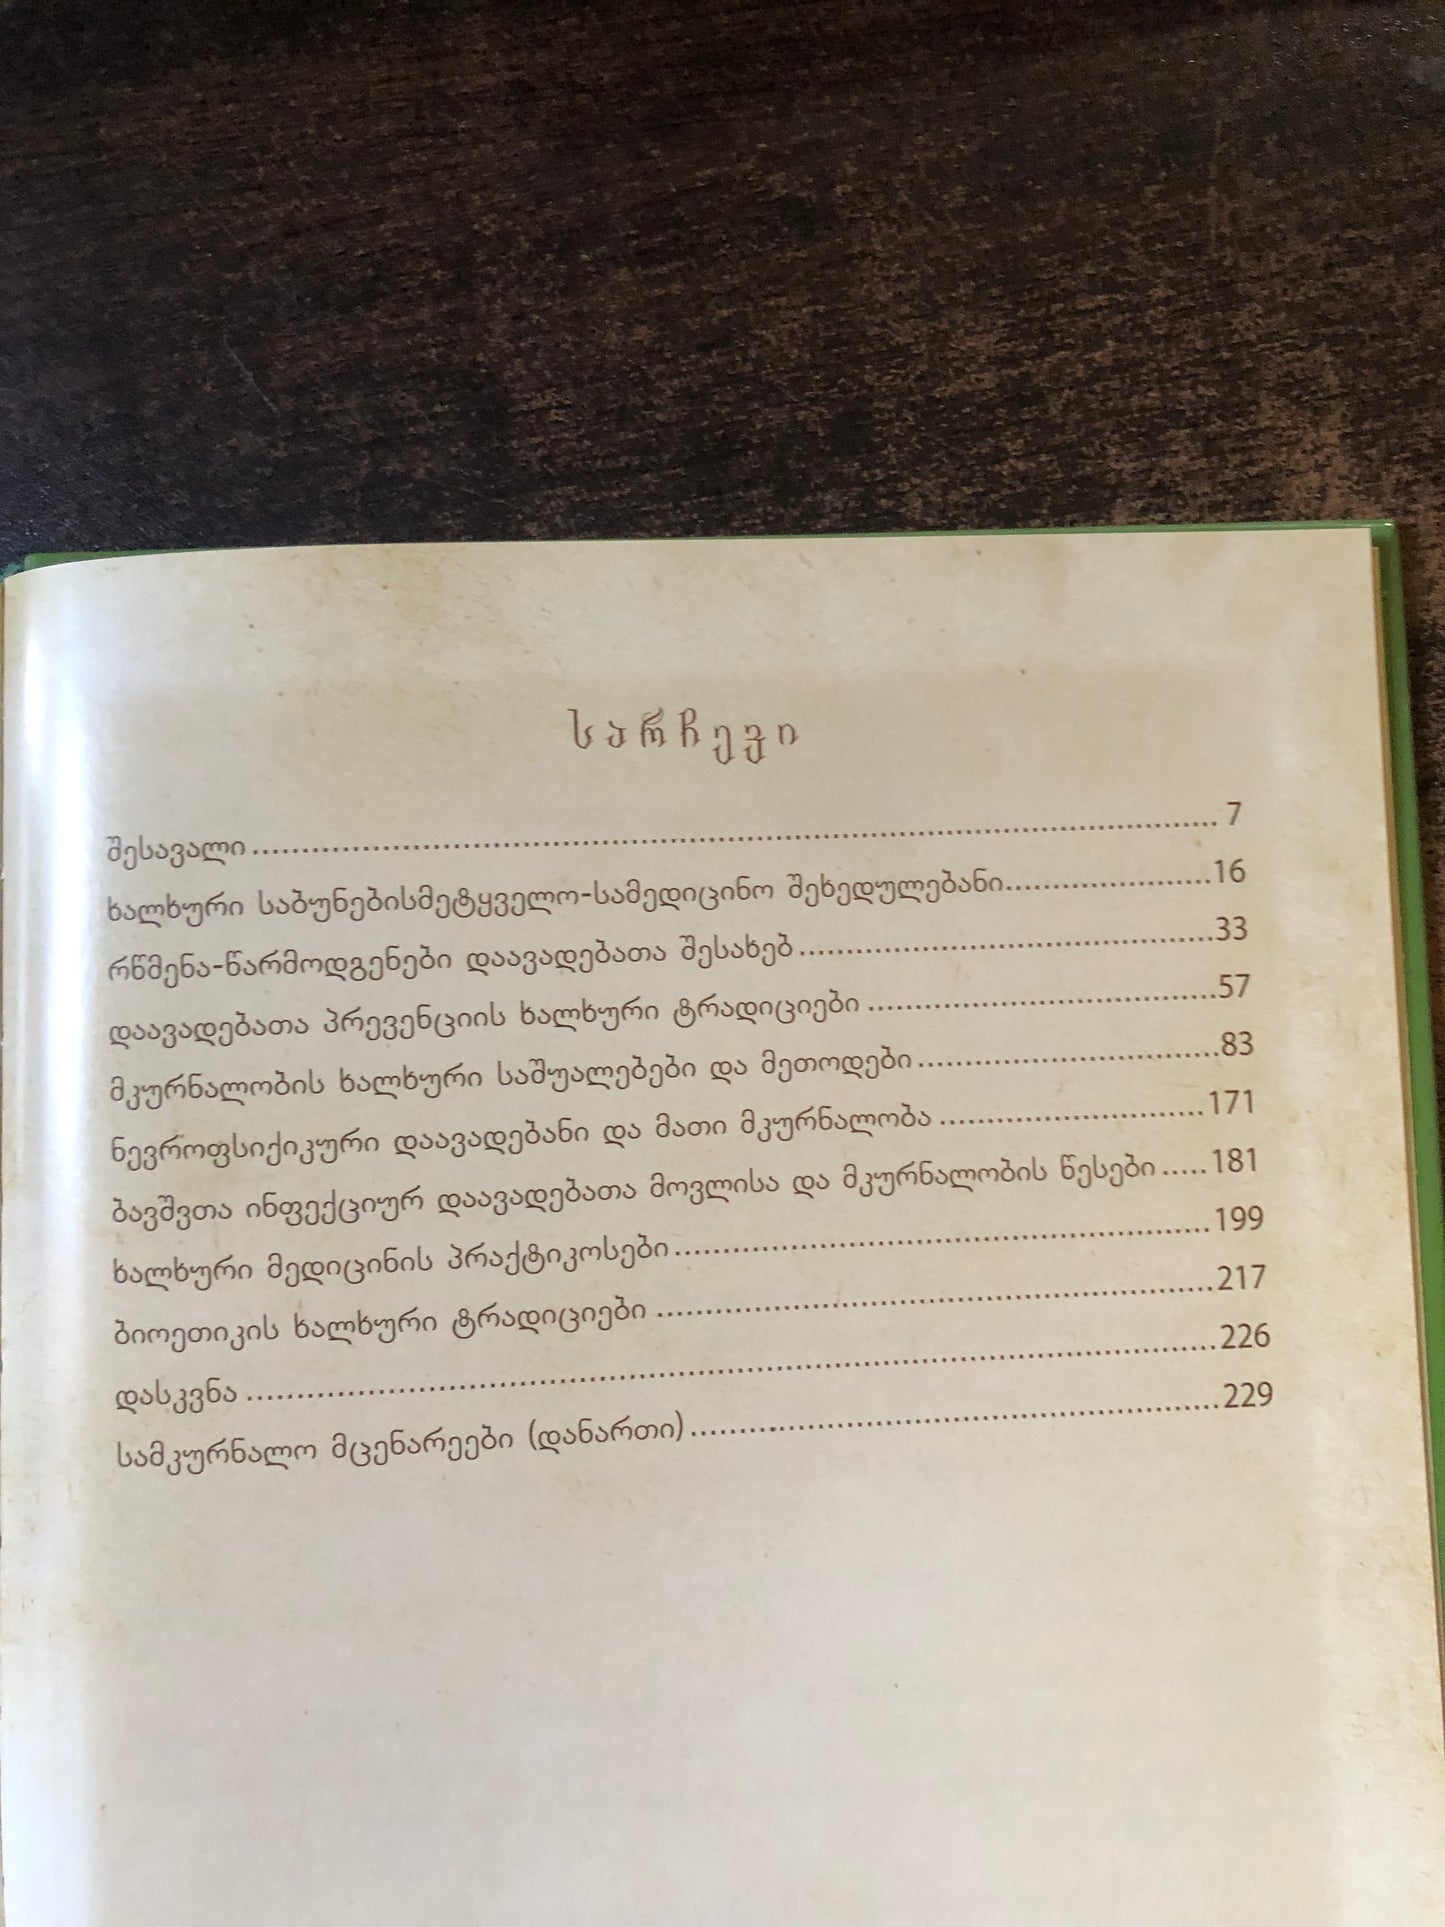 სარჩევი
შესავალი........................................................................................................ 7
ხალხური საბუნებისმეტყველო-სამედიცინო შეხედულებანი......................16
რწმენა-წარმოდგენები დაავადებათა შესახებ.............................................33
დაავადებათა პრევენციის ხალხური ტრადიციები ......................................57
მკურნალობის ხალხური საშუალებები და მეთოდები................................83
ნევროფსიქიკური დაავადებანი და მათი მკურნალობა ............................171
ბავშვთა ინფექციურ დაავადებათა მოვლისა და მკურნალობის წესები.....181
ხალხური მედიცინის პრაქტიკოსები.........................................................199
ბიოეთიკის ხალხური ტრადიციები ...........................................................217
დასკვნა ........................................................................................................226
სამკურნალო მცენარეები (დანართი)........................................................229